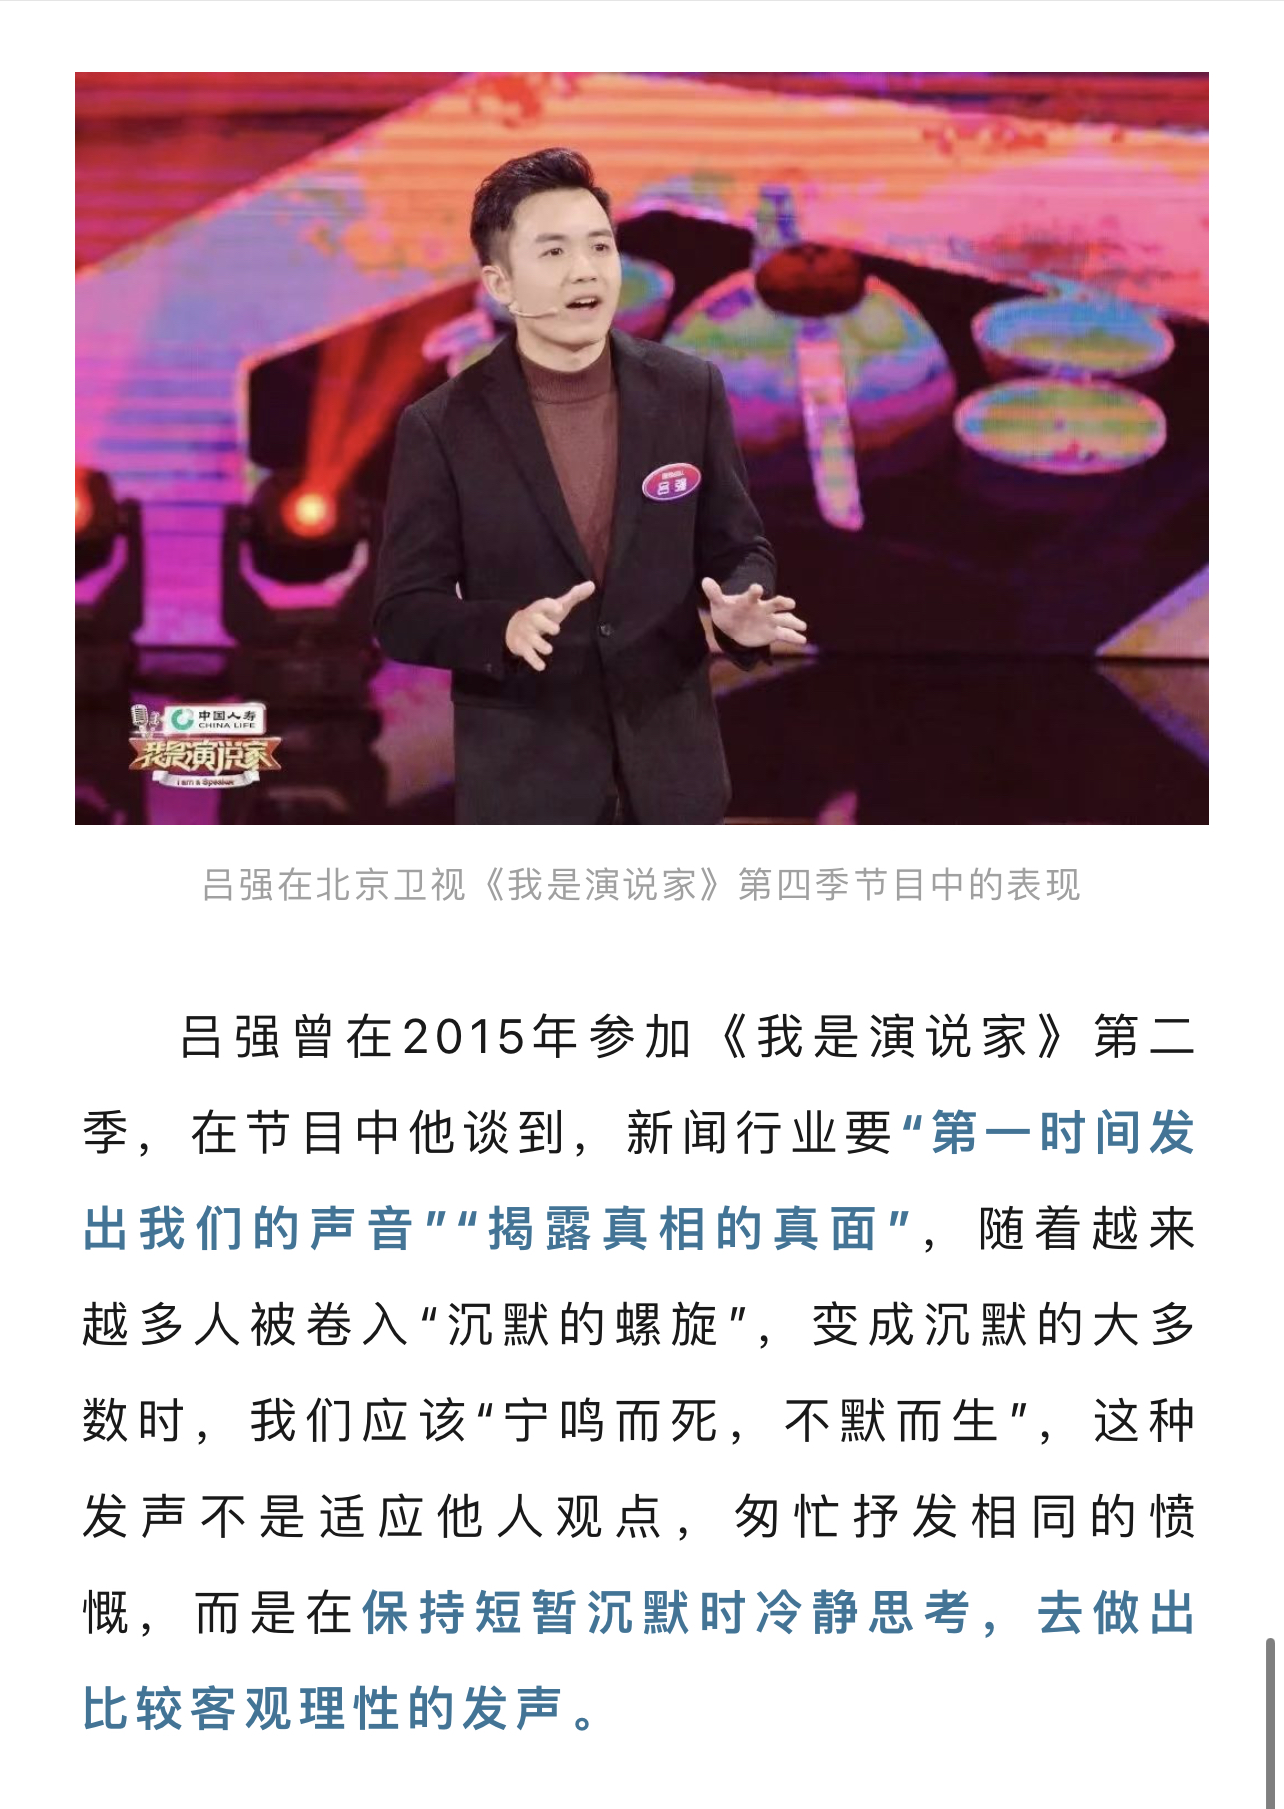 吕强
中国人寿
CHINA LIFE
我是演说家
I am a Speaker
吕强在北京卫视《我是演说家》第四季节目中的表现
吕强曾在2015年参加《我是演说家》第二
季，在节目中他谈到，新闻行业要“第一时间发
出我们的声音”“揭露真相的真面”，随着越来
越多人被卷入“沉默的螺旋”，变成沉默的大多
数时，我们应该“宁鸣而死，不默而生”，这种
发声不是适应他人观点，匆忙抒发相同的愤
慨，而是在保持短暂沉默时冷静思考，去做出
比较客观理性的发声。